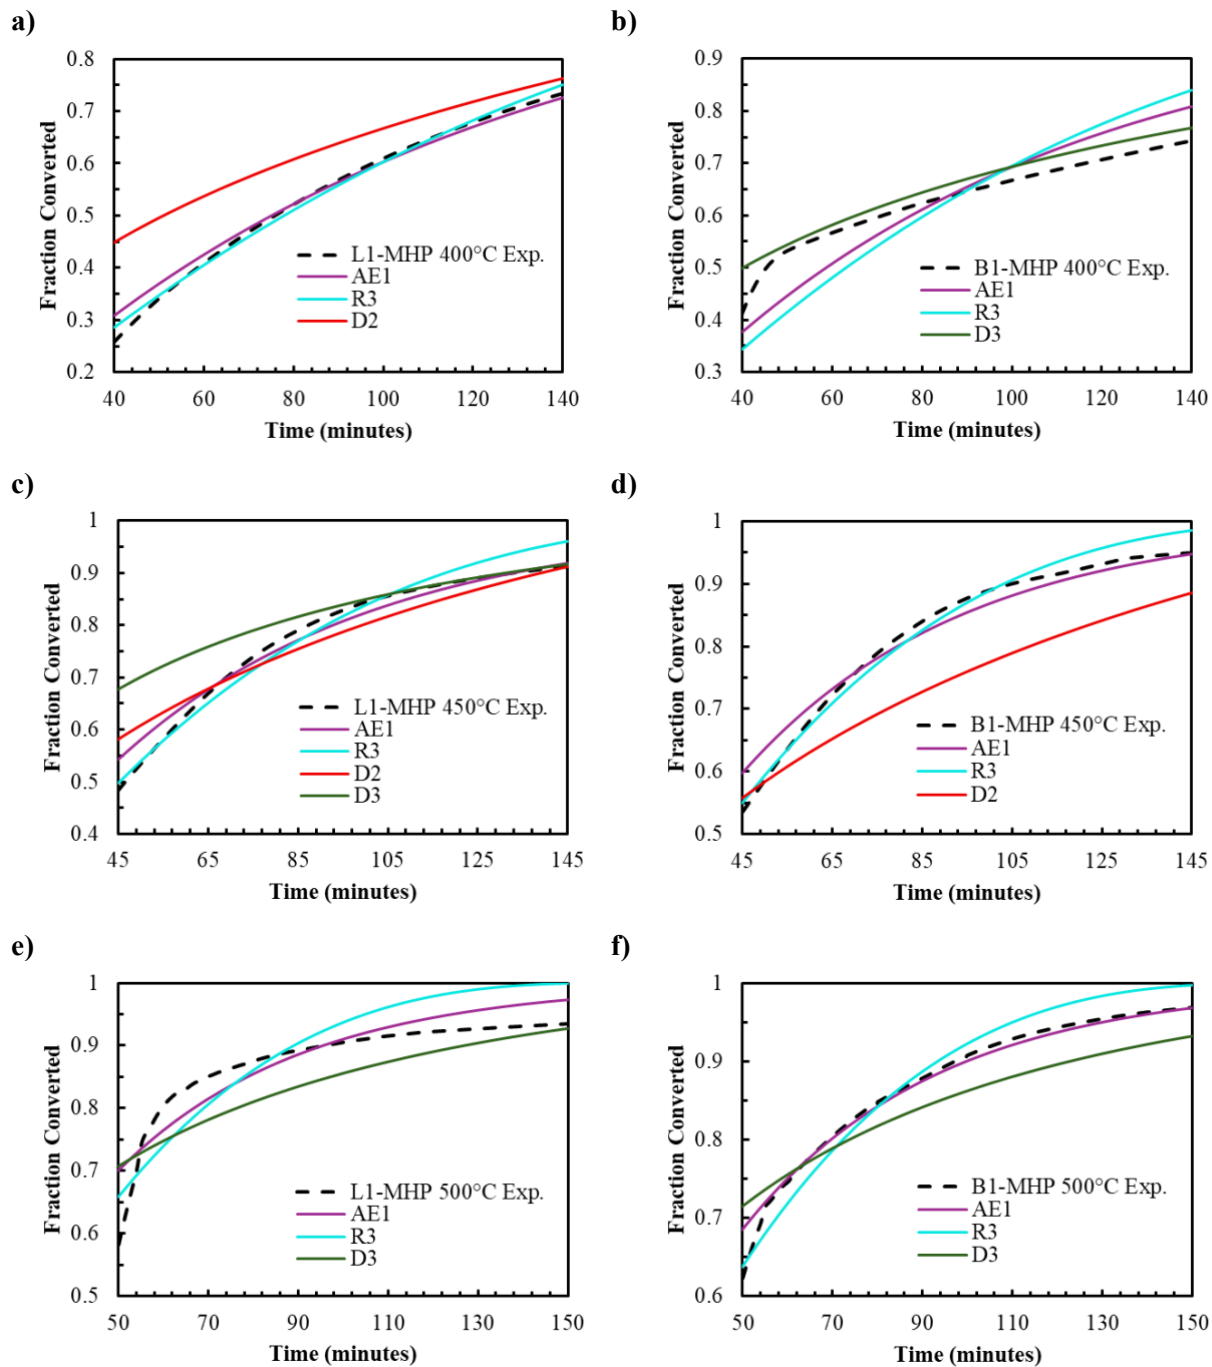 a)
0.8
0.7
0.6
0.5
0.4
0.3
0.2
Fraction Converted
L1-MHP 400°C Exp.
AE1
R3
D2
40 60 80 100 120 140
Time (minutes)
b)
0.9
0.8
0.7
0.6
0.5
0.4
0.3
Fraction Converted
B1-MHP 400°C Exp.
AE1
R3
D3
40 60 80 100 120 140
Time (minutes)
c)
1
0.9
0.8
0.7
0.6
0.5
0.4
Fraction Converted
L1-MHP 450°C Exp.
AE1
R3
D2
D3
45 65 85 105 125 145
Time (minutes)
d)
1
0.9
0.8
0.7
0.6
0.5
Fraction Converted
B1-MHP 450°C Exp.
AE1
R3
D2
45 65 85 105 125 145
Time (minutes)
e)
1
0.9
0.8
0.7
0.6
0.5
Fraction Converted
L1-MHP 500°C Exp.
AE1
R3
D3
50 70 90 110 130 150
Time (minutes)
f)
1
0.9
0.8
0.7
0.6
Fraction Converted
B1-MHP 500°C Exp.
AE1
R3
D3
50 70 90 110 130 150
Time (minutes)